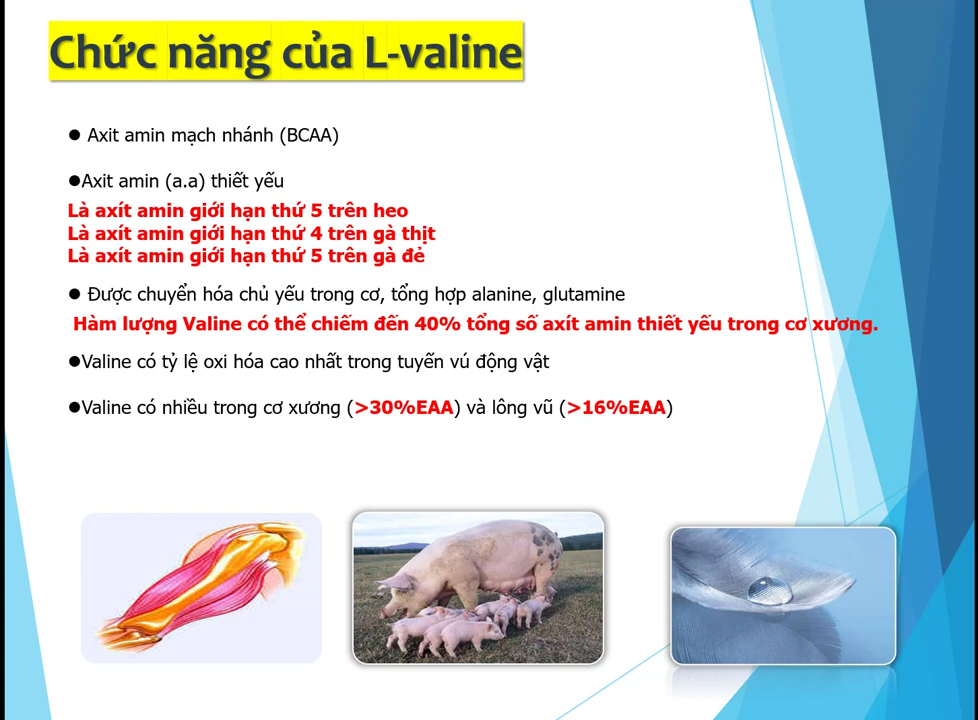 Chức năng của L-valine
● Axit amin mạch nhánh (BCAA)
●Axit amin (a.a) thiết yếu
Là axít amin giới hạn thứ 5 trên heo
Là axít amin giới hạn thứ 4 trên gà thịt
Là axít amin giới hạn thứ 5 trên gà đẻ
● Được chuyển hóa chủ yếu trong cơ, tổng hợp alanine, glutamine
Hàm lượng Valine có thể chiếm đến 40% tổng số axít amin thiết yếu trong cơ xương.
●Valine có tỷ lệ oxi hóa cao nhất trong tuyến vú động vật
●Valine có nhiều trong cơ xương (>30%EAA) và lông vũ (>16%EAA)